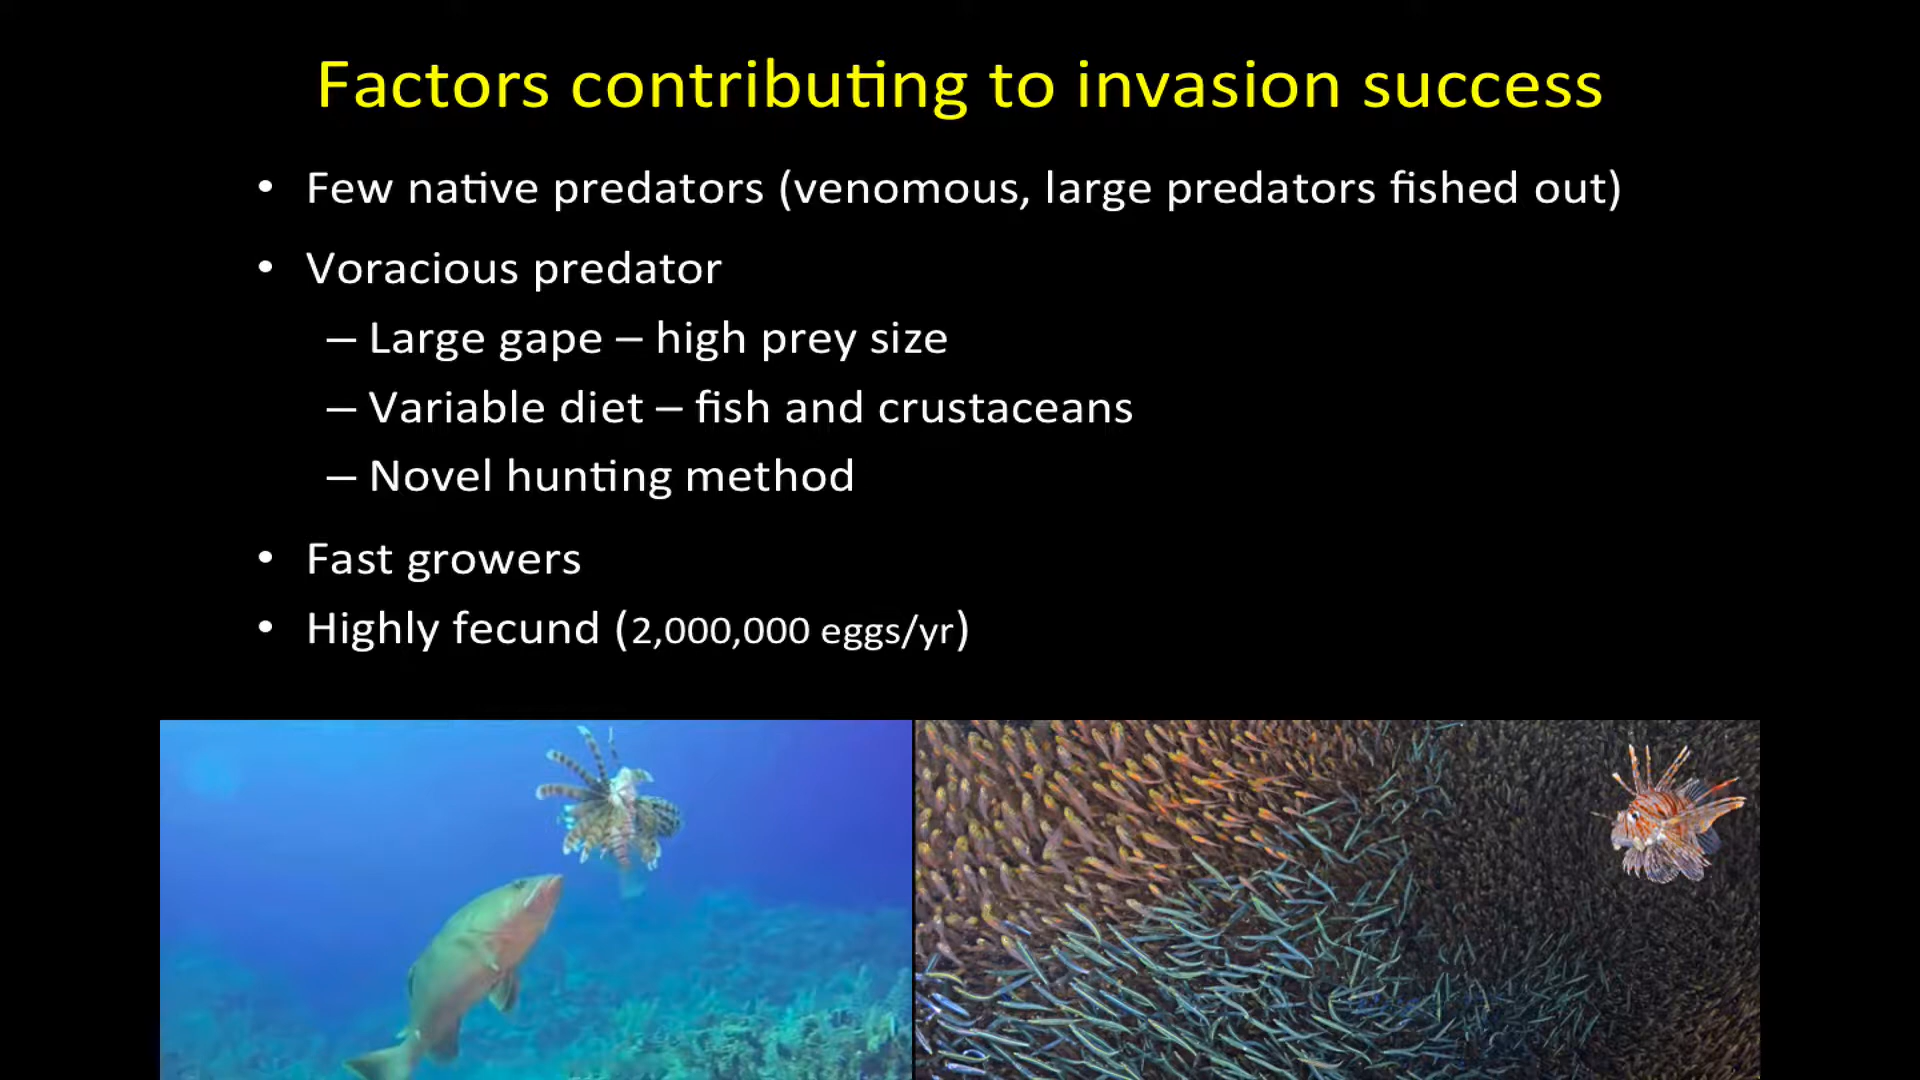 Factors contributing to invasion success
• Few native predators (venomous, large predators fished out)
• Voracious predator
– Large gape – high prey size
– Variable diet – fish and crustaceans
– Novel hunting method
• Fast growers
• Highly fecund (2,000,000 eggs/yr)